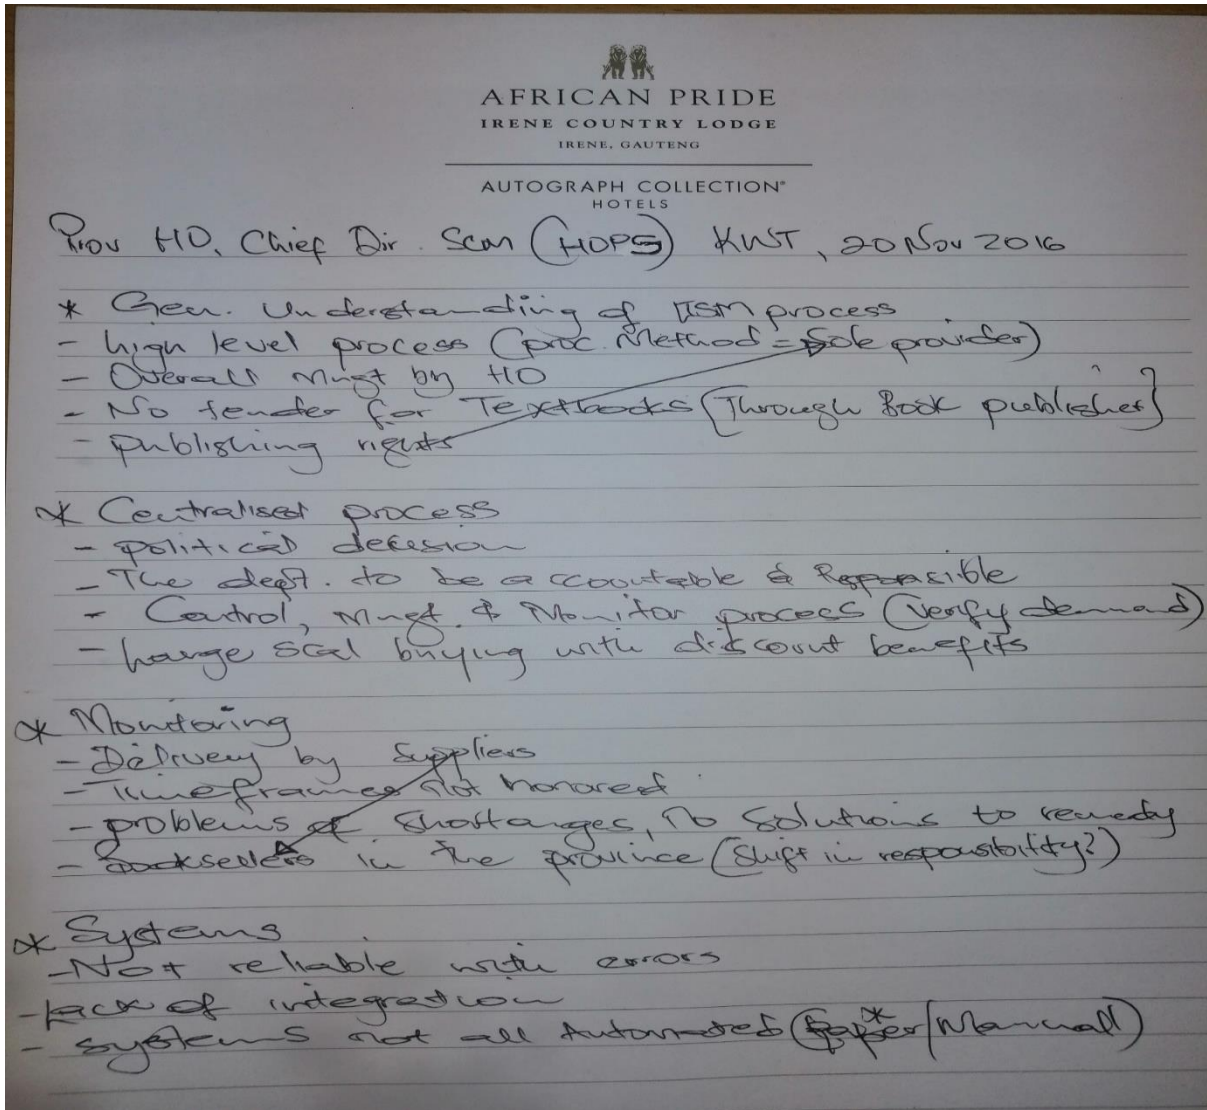 AFRICAN PRIDE
IRENE COUNTRY LODGE
IRENE, GAUTENG
AUTOGRAPH COLLECTION®
HOTELS
Prov HO, Chief Dir. Scm (HOPS) KWT, 20 Nov 2016
* Gen. Understanding of process
- high level process (proc. Method = Sole provider)
- Overall Mngt by HO
- No tender for Textbooks [Through Book publisher}
- publishing rights
* Centralised process
- political decesion
- The dept. to be accountable & Responsible
- Control, Mngt. & Monitor process (Verify demand)
- Large scal buying with discount benefits
* Monitoring
- Delivery by Suppliers
- Timeframes not honored
- problems of Shortanges, no Solutions to remedy
- booksellers in the province (Shift in responsibility?)
* Systems
- Not reliable with errors
- lack of integration
- systems not all Automated (paper*/Manual)